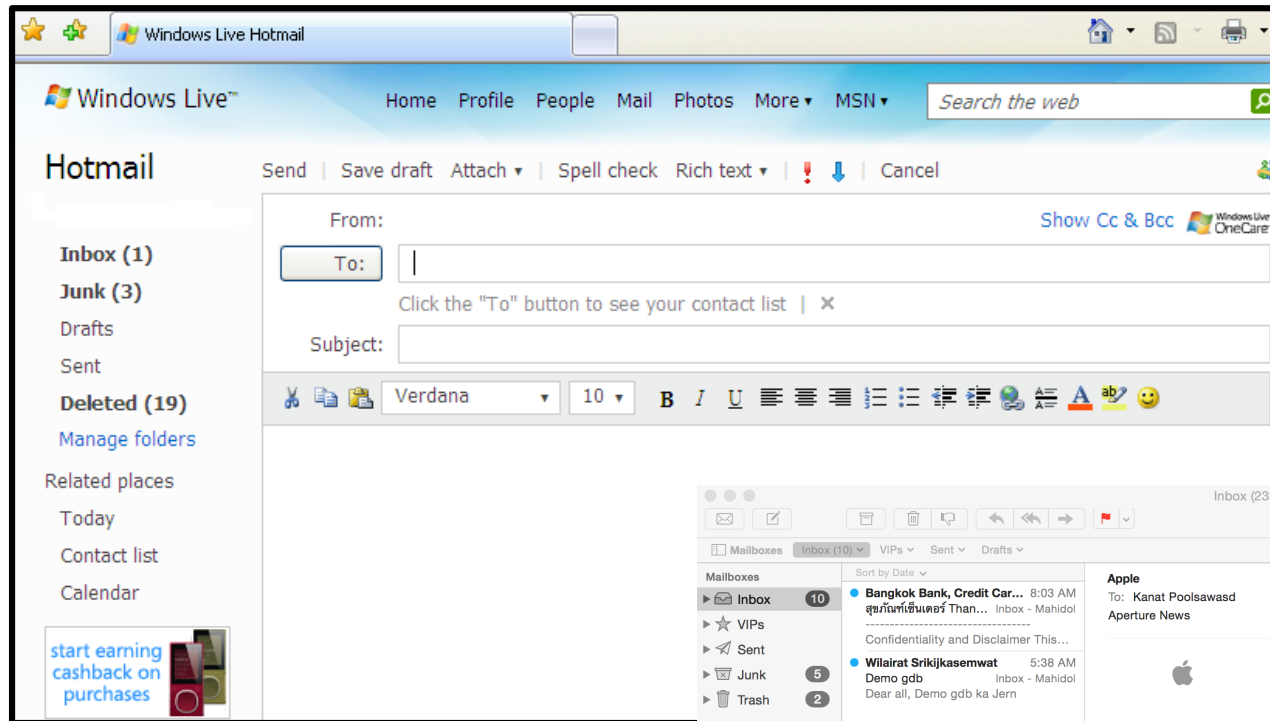 Windows Live Hotmail
Windows Live™
Home Profile People Mail Photos More ▾ MSN ▾ Search the web
Hotmail
Send | Save draft Attach ▾ | Spell check Rich text ▾ | Cancel
From:
Show Cc & Bcc Windows Live
OneCare
To:
Click the "To" button to see your contact list | ×
Subject:
Inbox (1)
Junk (3)
Drafts
Sent
Deleted (19)
Manage folders
Related places
Today
Contact list
Calendar
start earning
cashback on
purchases
Verdana 10 B I U
Inbox (23
Mailboxes Inbox (10) VIPs Sent Drafts
Mailboxes
Inbox 10
VIPs
Sent
Junk 5
Trash 2
Sort by Date
Bangkok Bank, Credit Car... 8:03 AM
สุขภัณฑ์เซ็นเตอร์ Than... Inbox - Mahidol
----------------------------------
Confidentiality and Disclaimer This...
Wilairat Srikijkasemwat 5:38 AM
Demo gdb Inbox - Mahidol
Dear all, Demo gdb ka Jern
Apple
To: Kanat Poolsawasd
Aperture News